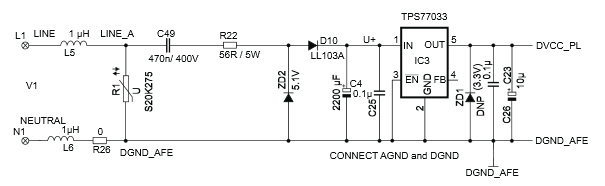 L1
LINE
1 µH
L5
LINE_A
C49
470n/ 400V
R22
56R / 5W
D10
LL103A
U+
TPS77033
1
IN
OUT
5
IC3
3
EN
FB
4
GND
2
DVCC_PL
V1
R1
U
S20K275
ZD2
5.1V
2200 µF
C4
0.1µ
C25
ZD1
DNP
(3.3V)
0.1µ
C26
C23
10µ
NEUTRAL
N1
1µH
L6
0
R26
DGND_AFE
CONNECT AGND and DGND
DGND_AFE
DGND_AFE